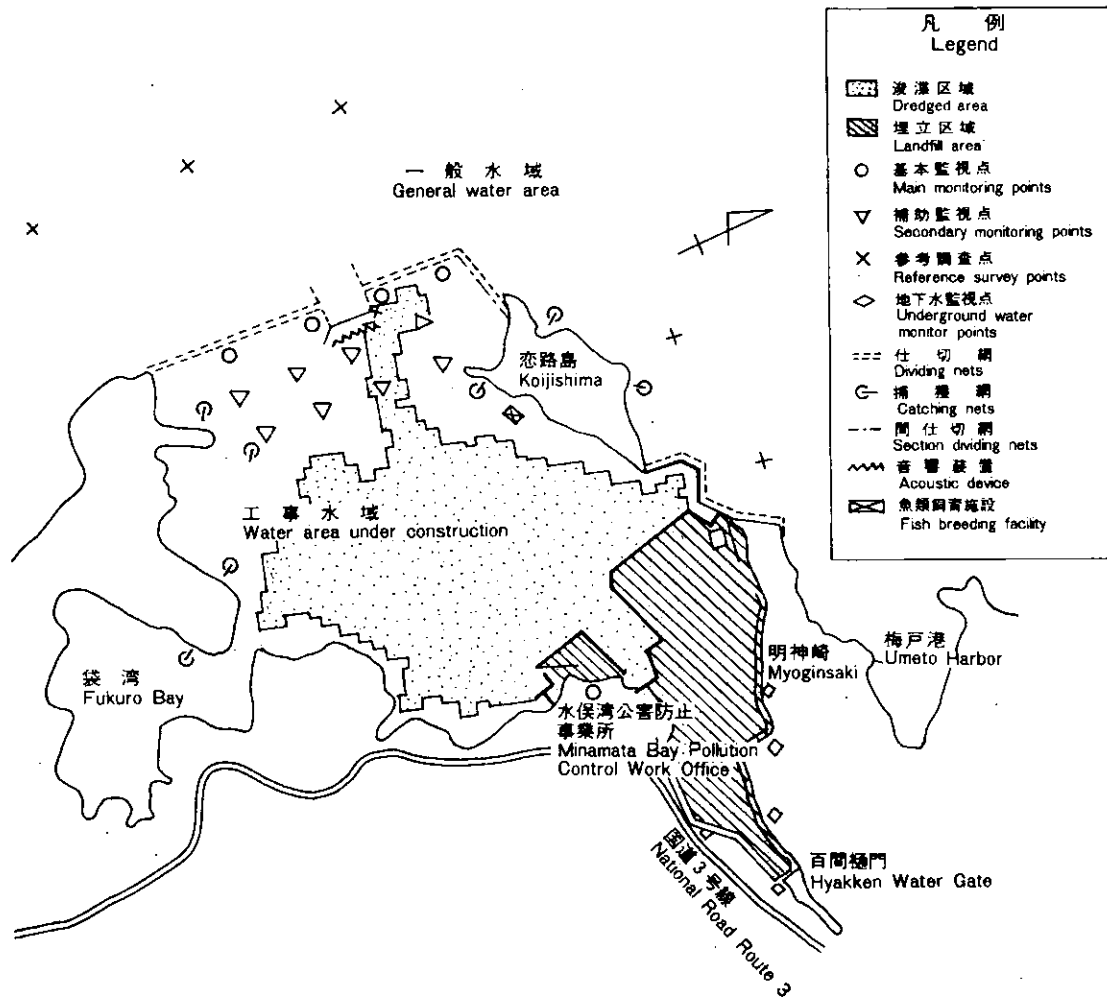 凡 例
Legend
浚渫区域
Dredged area
埋立区域
Landfill area
基本監視点
Main monitoring points
補助監視点
Secondary monitoring points
参考調査点
Reference survey points
地下水監視点
Underground water
monitor points
仕 切 網
Dividing nets
捕 獲 網
Catching nets
間 仕 切 網
Section dividing nets
音響装置
Acoustic device
魚類飼育施設
Fish breeding facility
一 般 水 域
General water area
恋路島
Koijishima
工 事 水 域
Water area under construction
袋 湾
Fukuro Bay
明神崎
Myoginsaki
梅戸港
Umeto Harbor
水俣湾公害防止
事業所
Minamata Bay Pollution
Control Work Office
百間樋門
Hyakken Water Gate
国道3号線
National Road Route 3